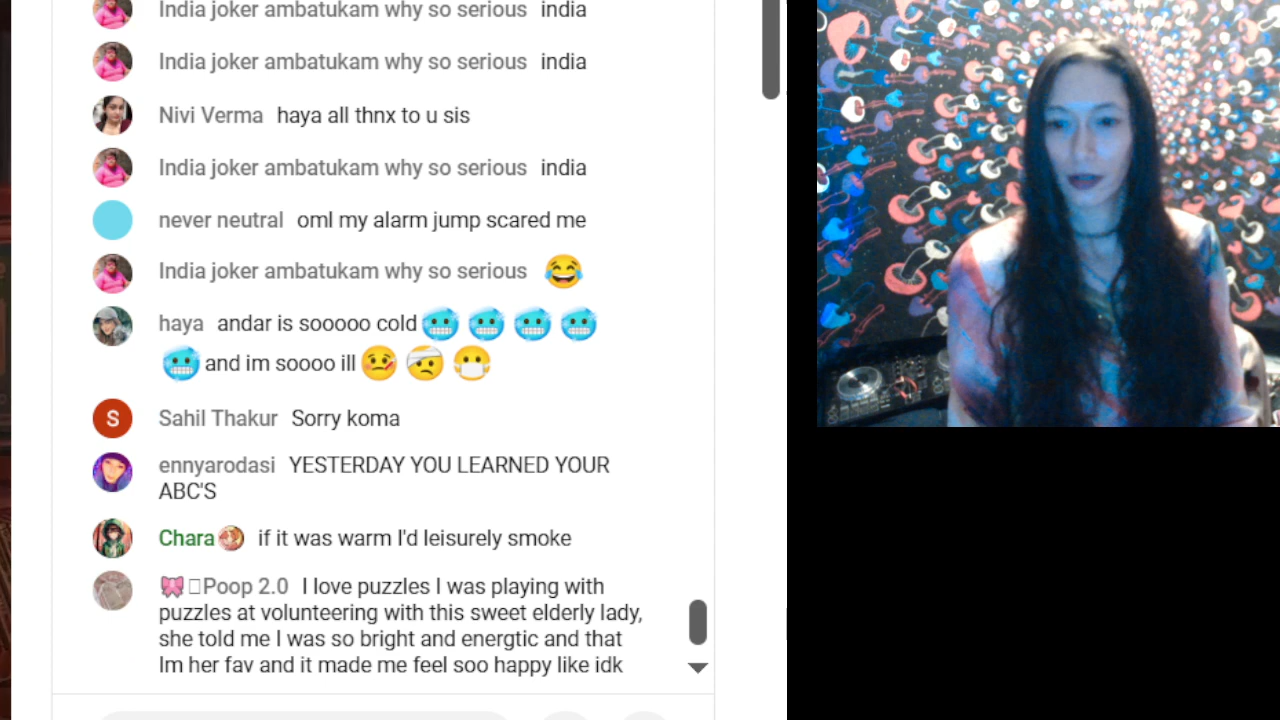 India joker ambatukam why so serious india
India joker ambatukam why so serious india
Nivi Verma haya all thnx to u sis
India joker ambatukam why so serious india
never neutral oml my alarm jump scared me
India joker ambatukam why so serious 😂
haya andar is sooooo cold🥶 🥶 🥶 🥶
🥶 and im soooo ill🤒 🤕 😷
S Sahil Thakur Sorry koma
ennyarodasi YESTERDAY YOU LEARNED YOUR
ABC'S
Chara if it was warm I'd leisurely smoke
🎀▯Poop 2.0 I love puzzles I was playing with
puzzles at volunteering with this sweet elderly lady,
she told me I was so bright and energtic and that
Im her fav and it made me feel soo happy like idk